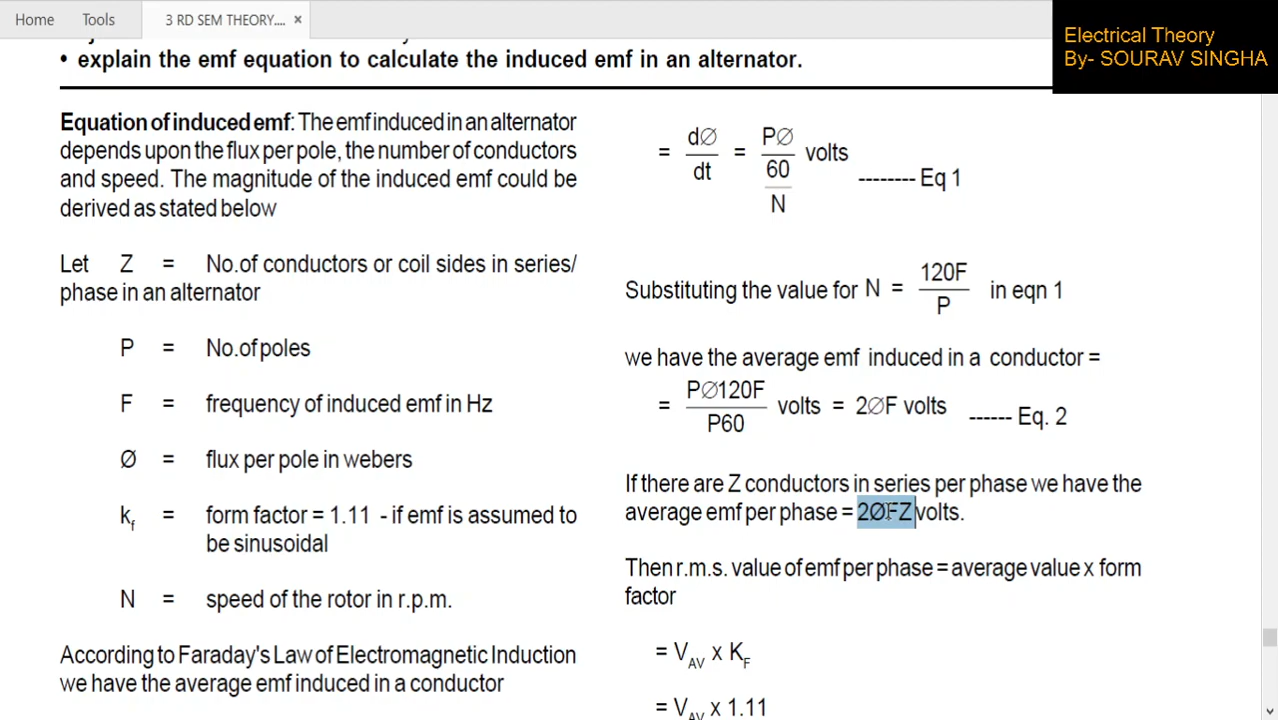 Home Tools 3 RD SEM THEORY.... ×
Electrical Theory
By- SOURAV SINGHA
• explain the emf equation to calculate the induced emf in an alternator.
Equation of induced emf: The emf induced in an alternator
depends upon the flux per pole, the number of conductors
and speed. The magnitude of the induced emf could be
derived as stated below
Let Z = No.of conductors or coil sides in series/
phase in an alternator
P = No.of poles
F = frequency of induced emf in Hz
Ø = flux per pole in webers
k_f = form factor = 1.11 - if emf is assumed to
be sinusoidal
N = speed of the rotor in r.p.m.
According to Faraday's Law of Electromagnetic Induction
we have the average emf induced in a conductor
dØ PØ
= = volts
dt 60
-------- Eq 1
N
120F
Substituting the value for N = in eqn 1
P
we have the average emf induced in a conductor =
PØ120F
= volts = 2ØF volts ------ Eq. 2
P60
If there are Z conductors in series per phase we have the
average emf per phase = 2ØFZ volts.
Then r.m.s. value of emf per phase = average value x form
factor
= V_AV x K_F
= V_AV x 1.11